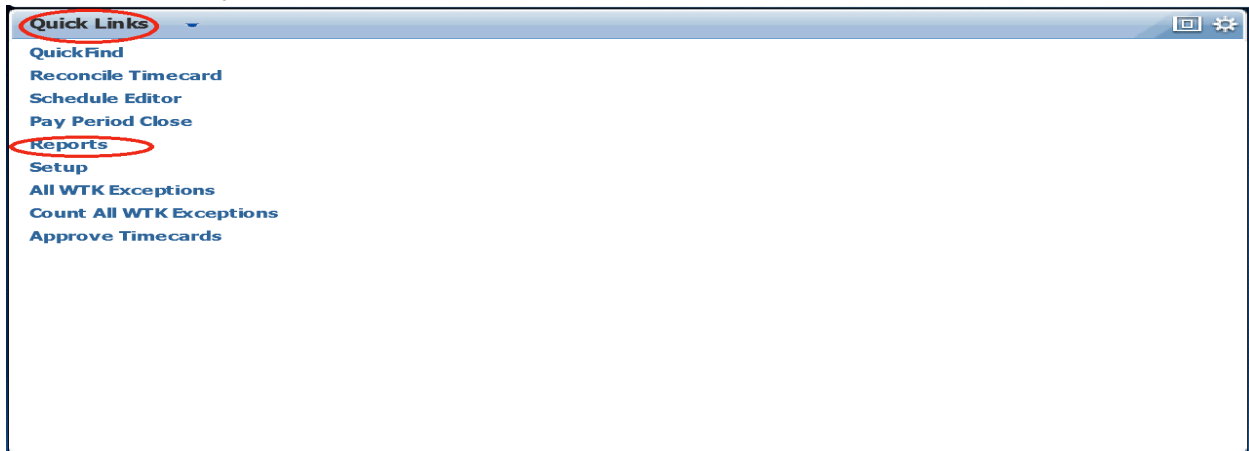 Quick Links
QuickFind
Reconcile Timecard
Schedule Editor
Pay Period Close
Reports
Setup
All WTK Exceptions
Count All WTK Exceptions
Approve Timecards